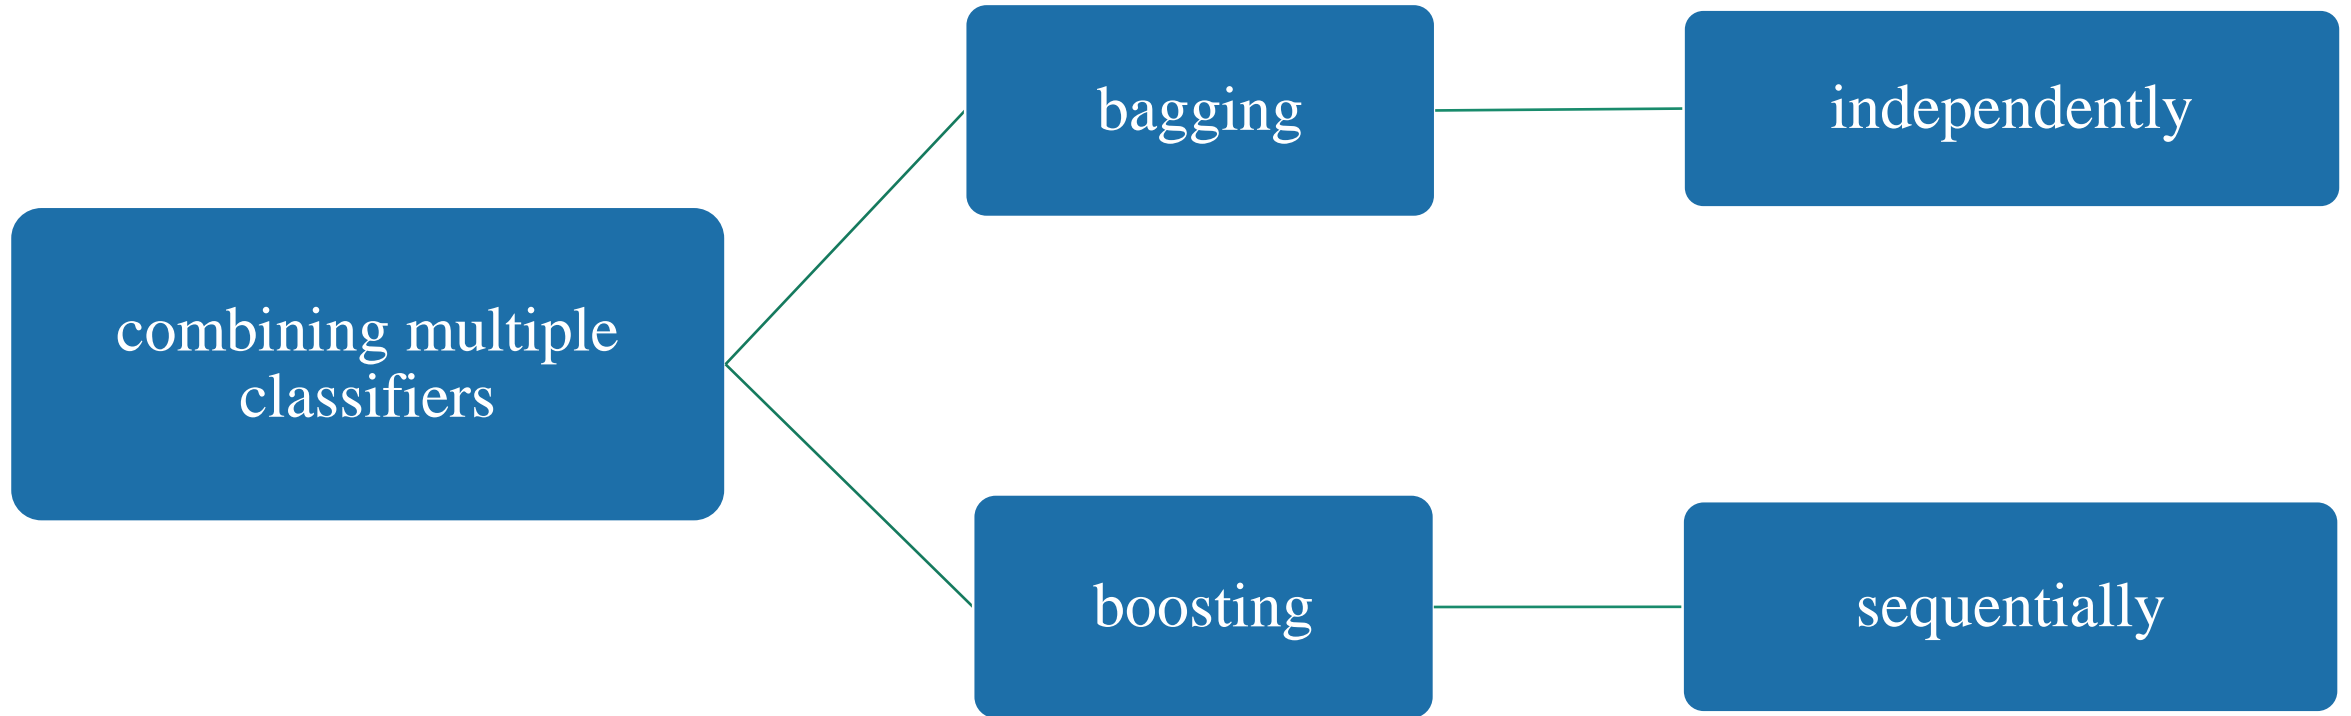 bagging
independently
combining multiple
classifiers
boosting
sequentially